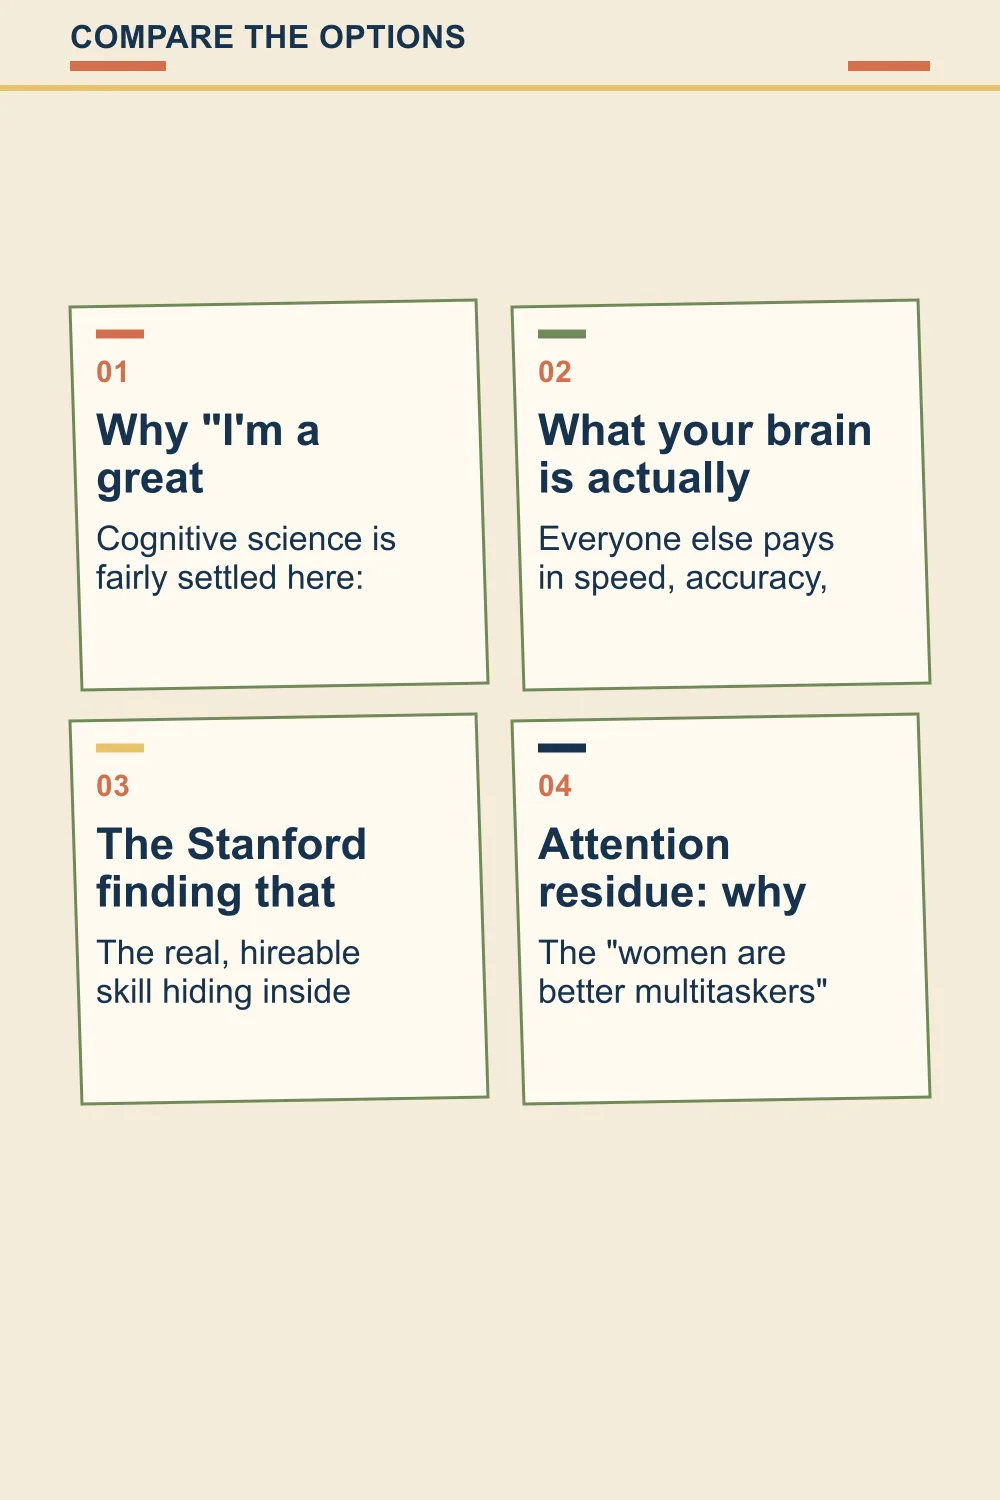 COMPARE THE OPTIONS
01
Why "I'm a
great
Cognitive science is
fairly settled here:
02
What your brain
is actually
Everyone else pays
in speed, accuracy,
03
The Stanford
finding that
The real, hireable
skill hiding inside
04
Attention
residue: why
The "women are
better multitaskers"